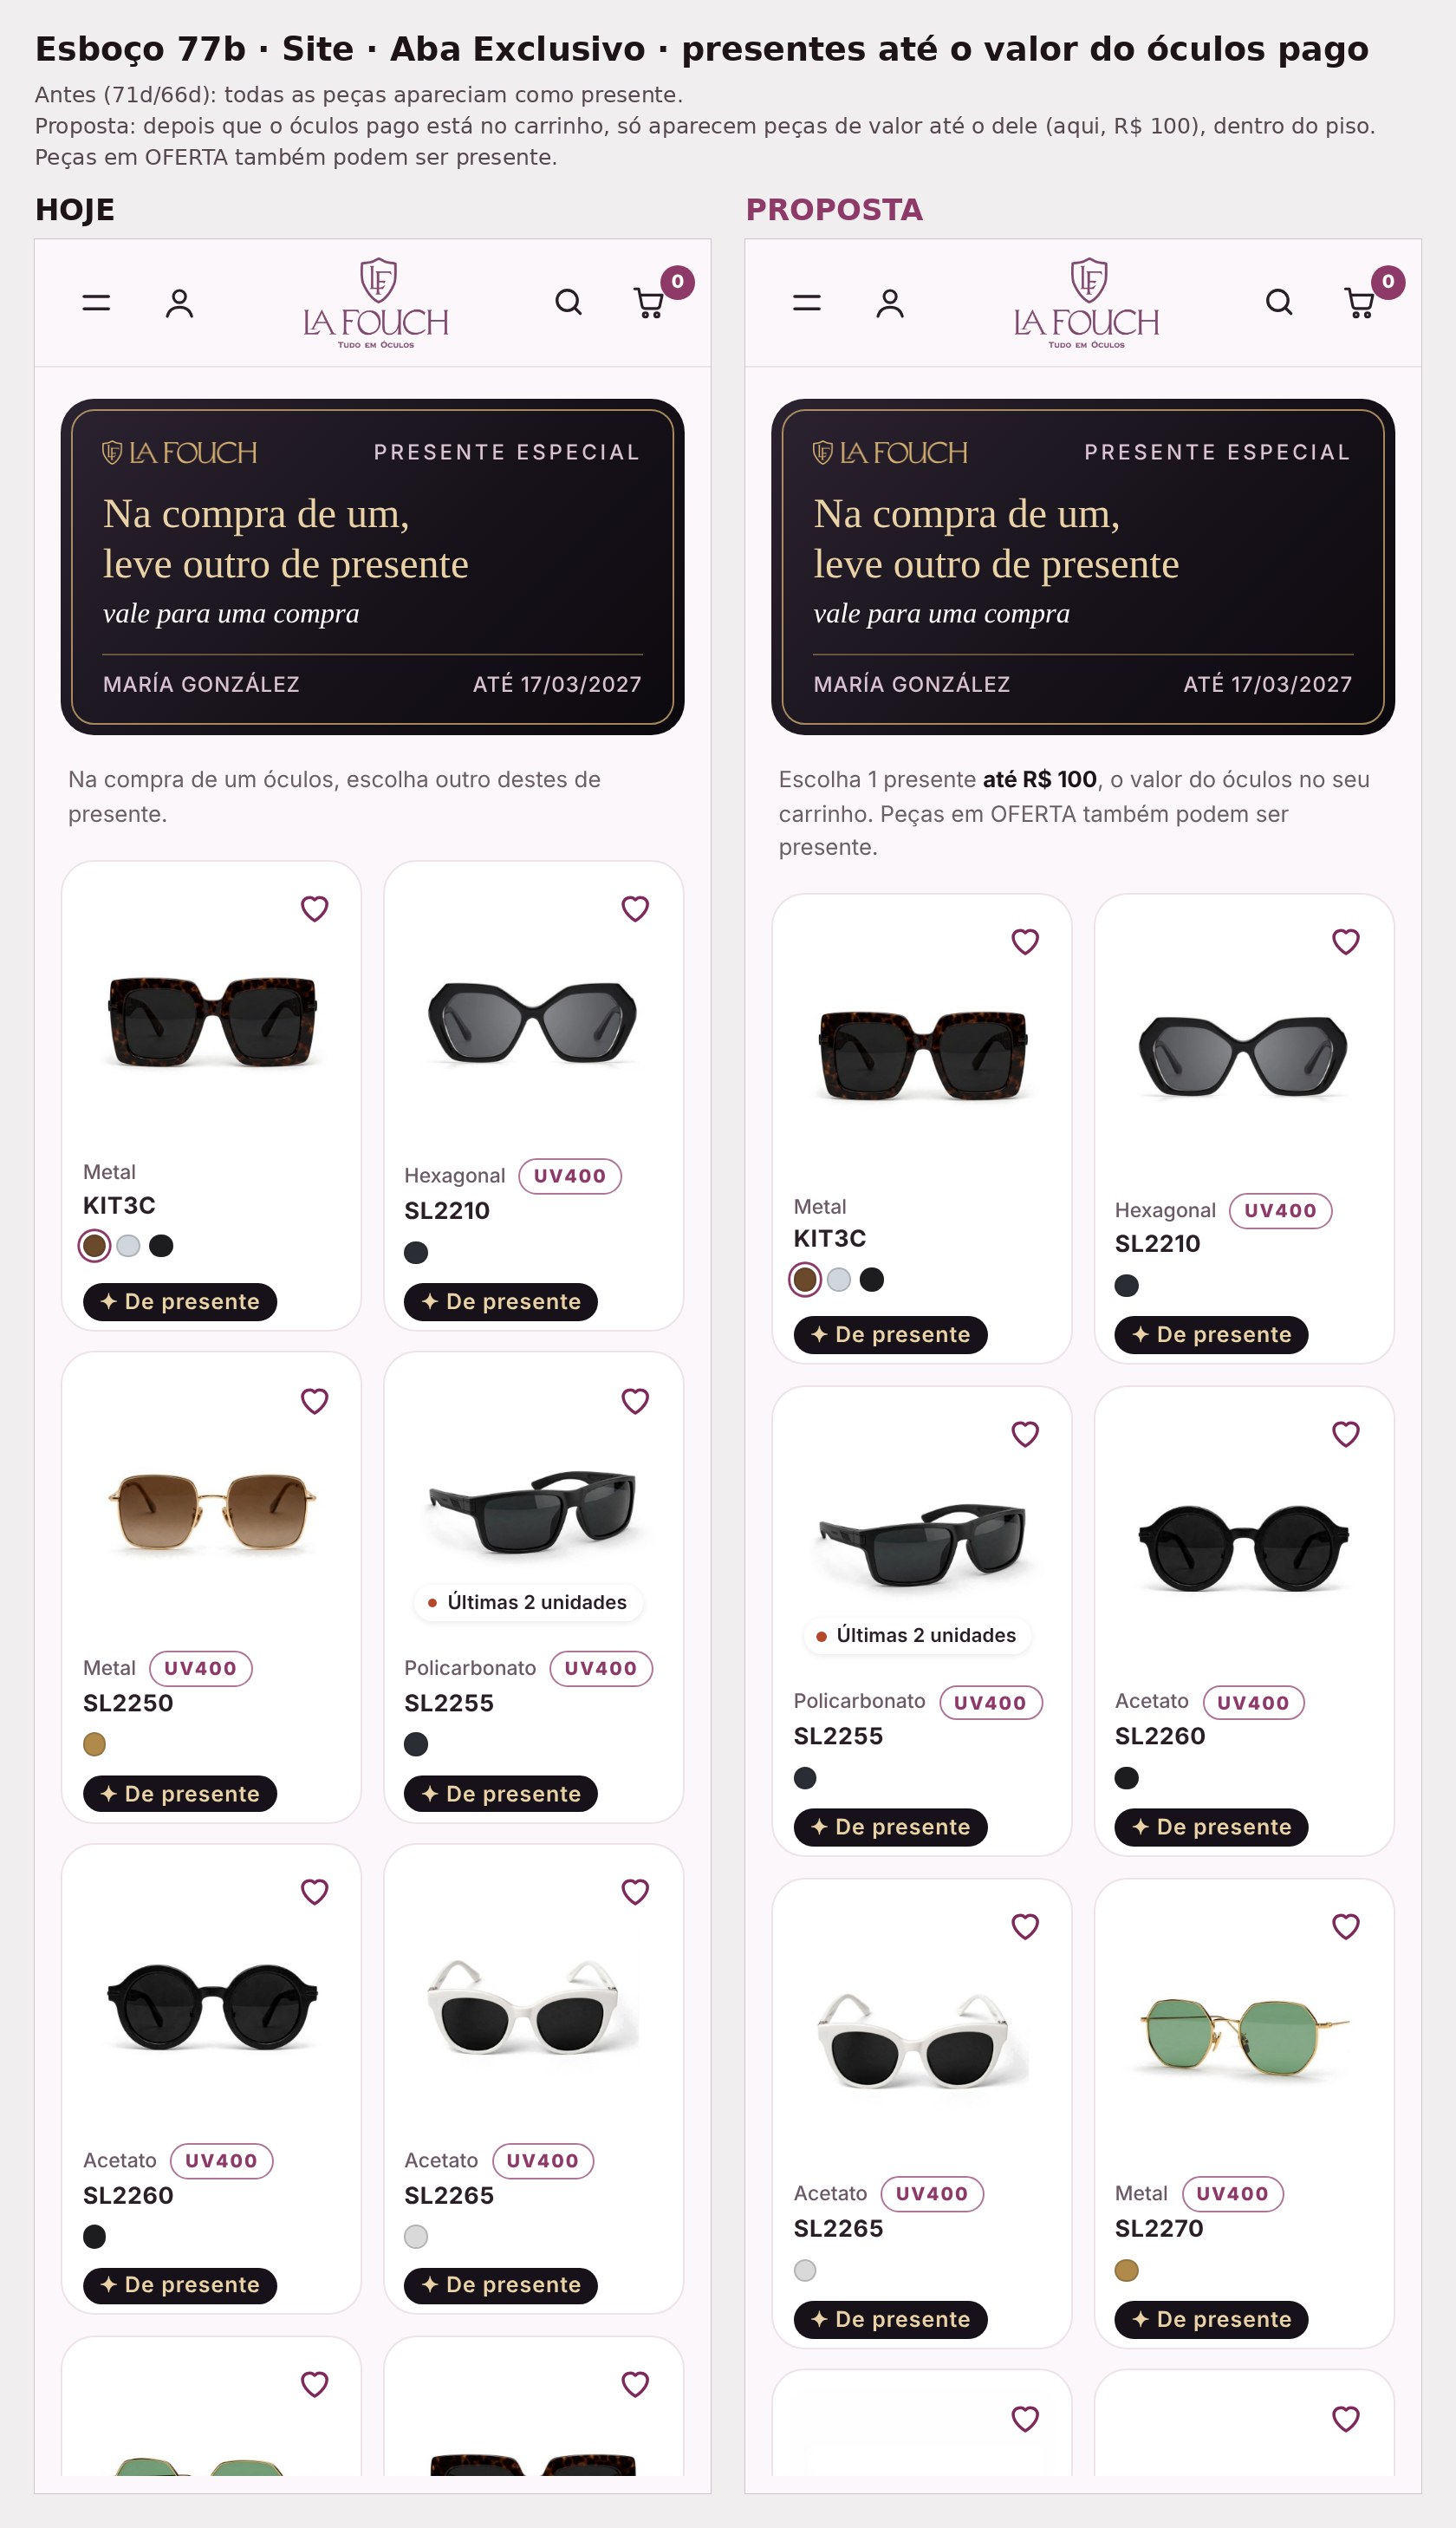 Esboço 77b · Site · Aba Exclusivo · presentes até o valor do óculos pago
Antes (71d/66d): todas as peças apareciam como presente.
Proposta: depois que o óculos pago está no carrinho, só aparecem peças de valor até o dele (aqui, R$ 100), dentro do piso.
Peças em OFERTA também podem ser presente.
HOJE
LF
LA FOUCH
TUDO EM ÓCULOS
0
LF LA FOUCH
PRESENTE ESPECIAL
Na compra de um,
leve outro de presente
vale para uma compra
MARÍA GONZÁLEZ
ATÉ 17/03/2027
Na compra de um óculos, escolha outro destes de
presente.
Metal
KIT3C
✦ De presente
Hexagonal UV400
SL2210
✦ De presente
Metal UV400
SL2250
✦ De presente
Últimas 2 unidades
Policarbonato UV400
SL2255
✦ De presente
Acetato UV400
SL2260
✦ De presente
Acetato UV400
SL2265
✦ De presente
PROPOSTA
LF
LA FOUCH
TUDO EM ÓCULOS
0
LF LA FOUCH
PRESENTE ESPECIAL
Na compra de um,
leve outro de presente
vale para uma compra
MARÍA GONZÁLEZ
ATÉ 17/03/2027
Escolha 1 presente até R$ 100, o valor do óculos no seu
carrinho. Peças em OFERTA também podem ser
presente.
Metal
KIT3C
✦ De presente
Hexagonal UV400
SL2210
✦ De presente
Últimas 2 unidades
Policarbonato UV400
SL2255
✦ De presente
Acetato UV400
SL2260
✦ De presente
Acetato UV400
SL2265
✦ De presente
Metal UV400
SL2270
✦ De presente